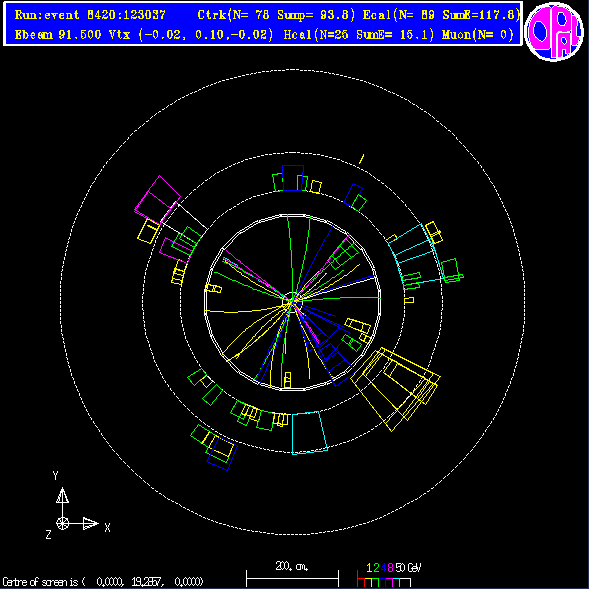 Run:event 8420:123037 Ctrk(N= 78 Sump= 93.8) Ecal(N= 89 SumE=117.6)
Ebeam 91.500 Vtx (-0.02, 0.10,-0.02) Hcal(N=25 SumE= 15.1) Muon(N= 0)
OPAL
Y
X
Z
200. cm.
1 2 4 8 50 GeV
Centre of screen is ( 0.0000, 19.2857, 0.0000)